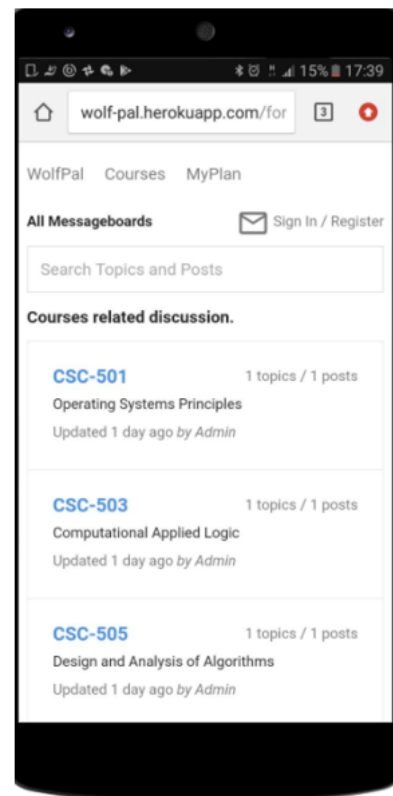 15% 17:39
wolf-pal.herokuapp.com/for 3
WolfPal Courses MyPlan
All Messageboards Sign In / Register
Search Topics and Posts
Courses related discussion.
CSC-501 1 topics / 1 posts
Operating Systems Principles
Updated 1 day ago by Admin
CSC-503 1 topics / 1 posts
Computational Applied Logic
Updated 1 day ago by Admin
CSC-505 1 topics / 1 posts
Design and Analysis of Algorithms
Updated 1 day ago by Admin